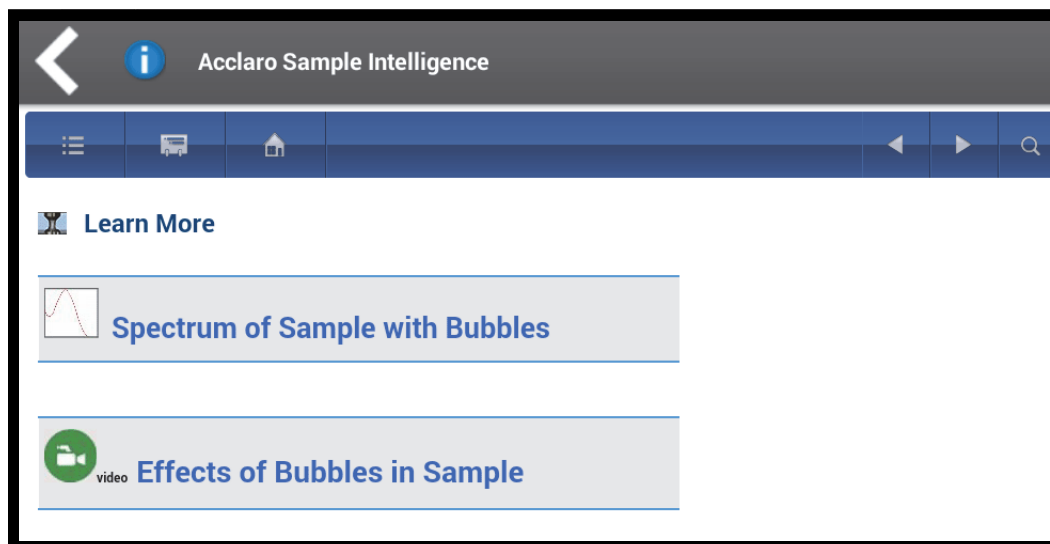 Acclaro Sample Intelligence
Learn More
Spectrum of Sample with Bubbles
video Effects of Bubbles in Sample